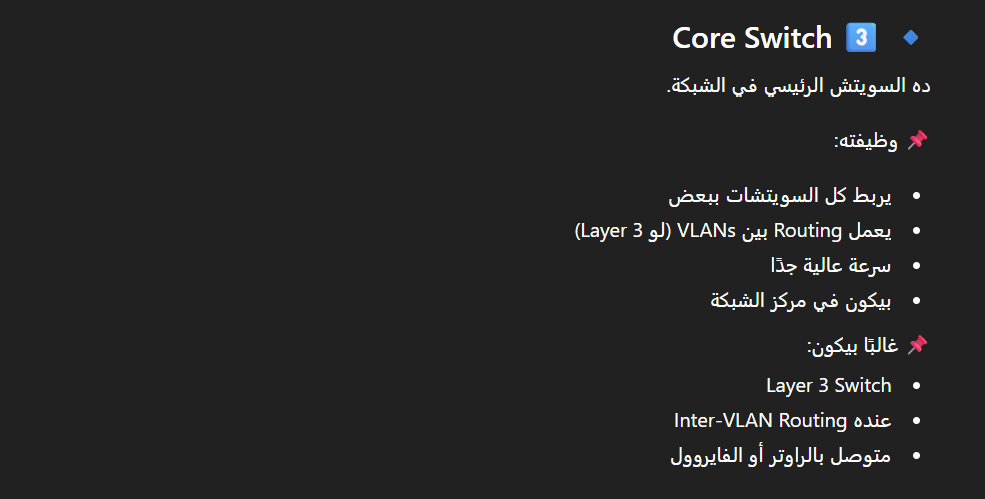 🔹 3️⃣ Core Switch
ده السويتش الرئيسي في الشبكة.
📌 وظيفته:
• يربط كل السويتشات ببعض
• يعمل Routing بين VLANs (لو Layer 3)
• سرعة عالية جدًا
• بيكون في مركز الشبكة
📌 غالبًا بيكون:
• Layer 3 Switch
• عنده Inter-VLAN Routing
• متوصل بالراوتر أو الفايروول